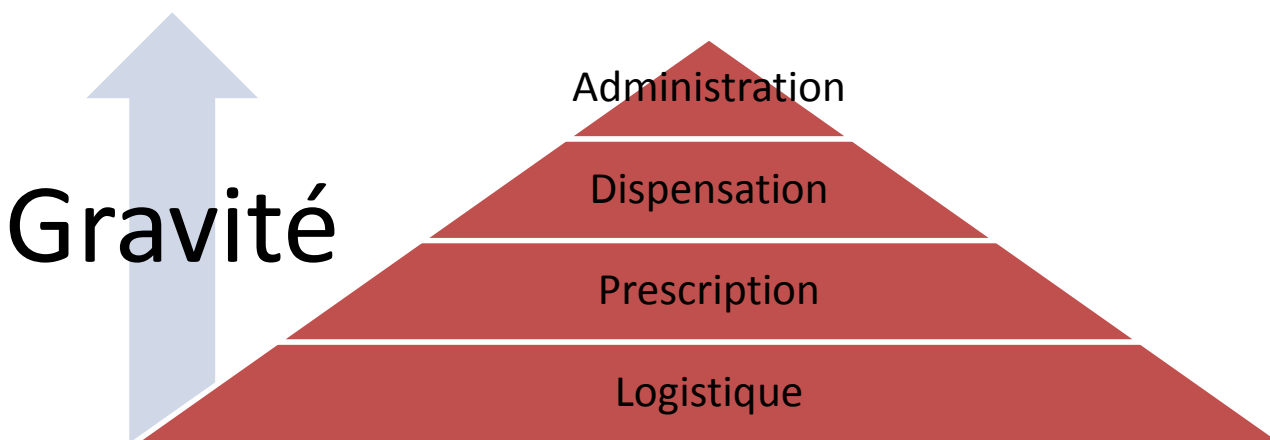 Gravité
Administration
Dispensation
Prescription
Logistique